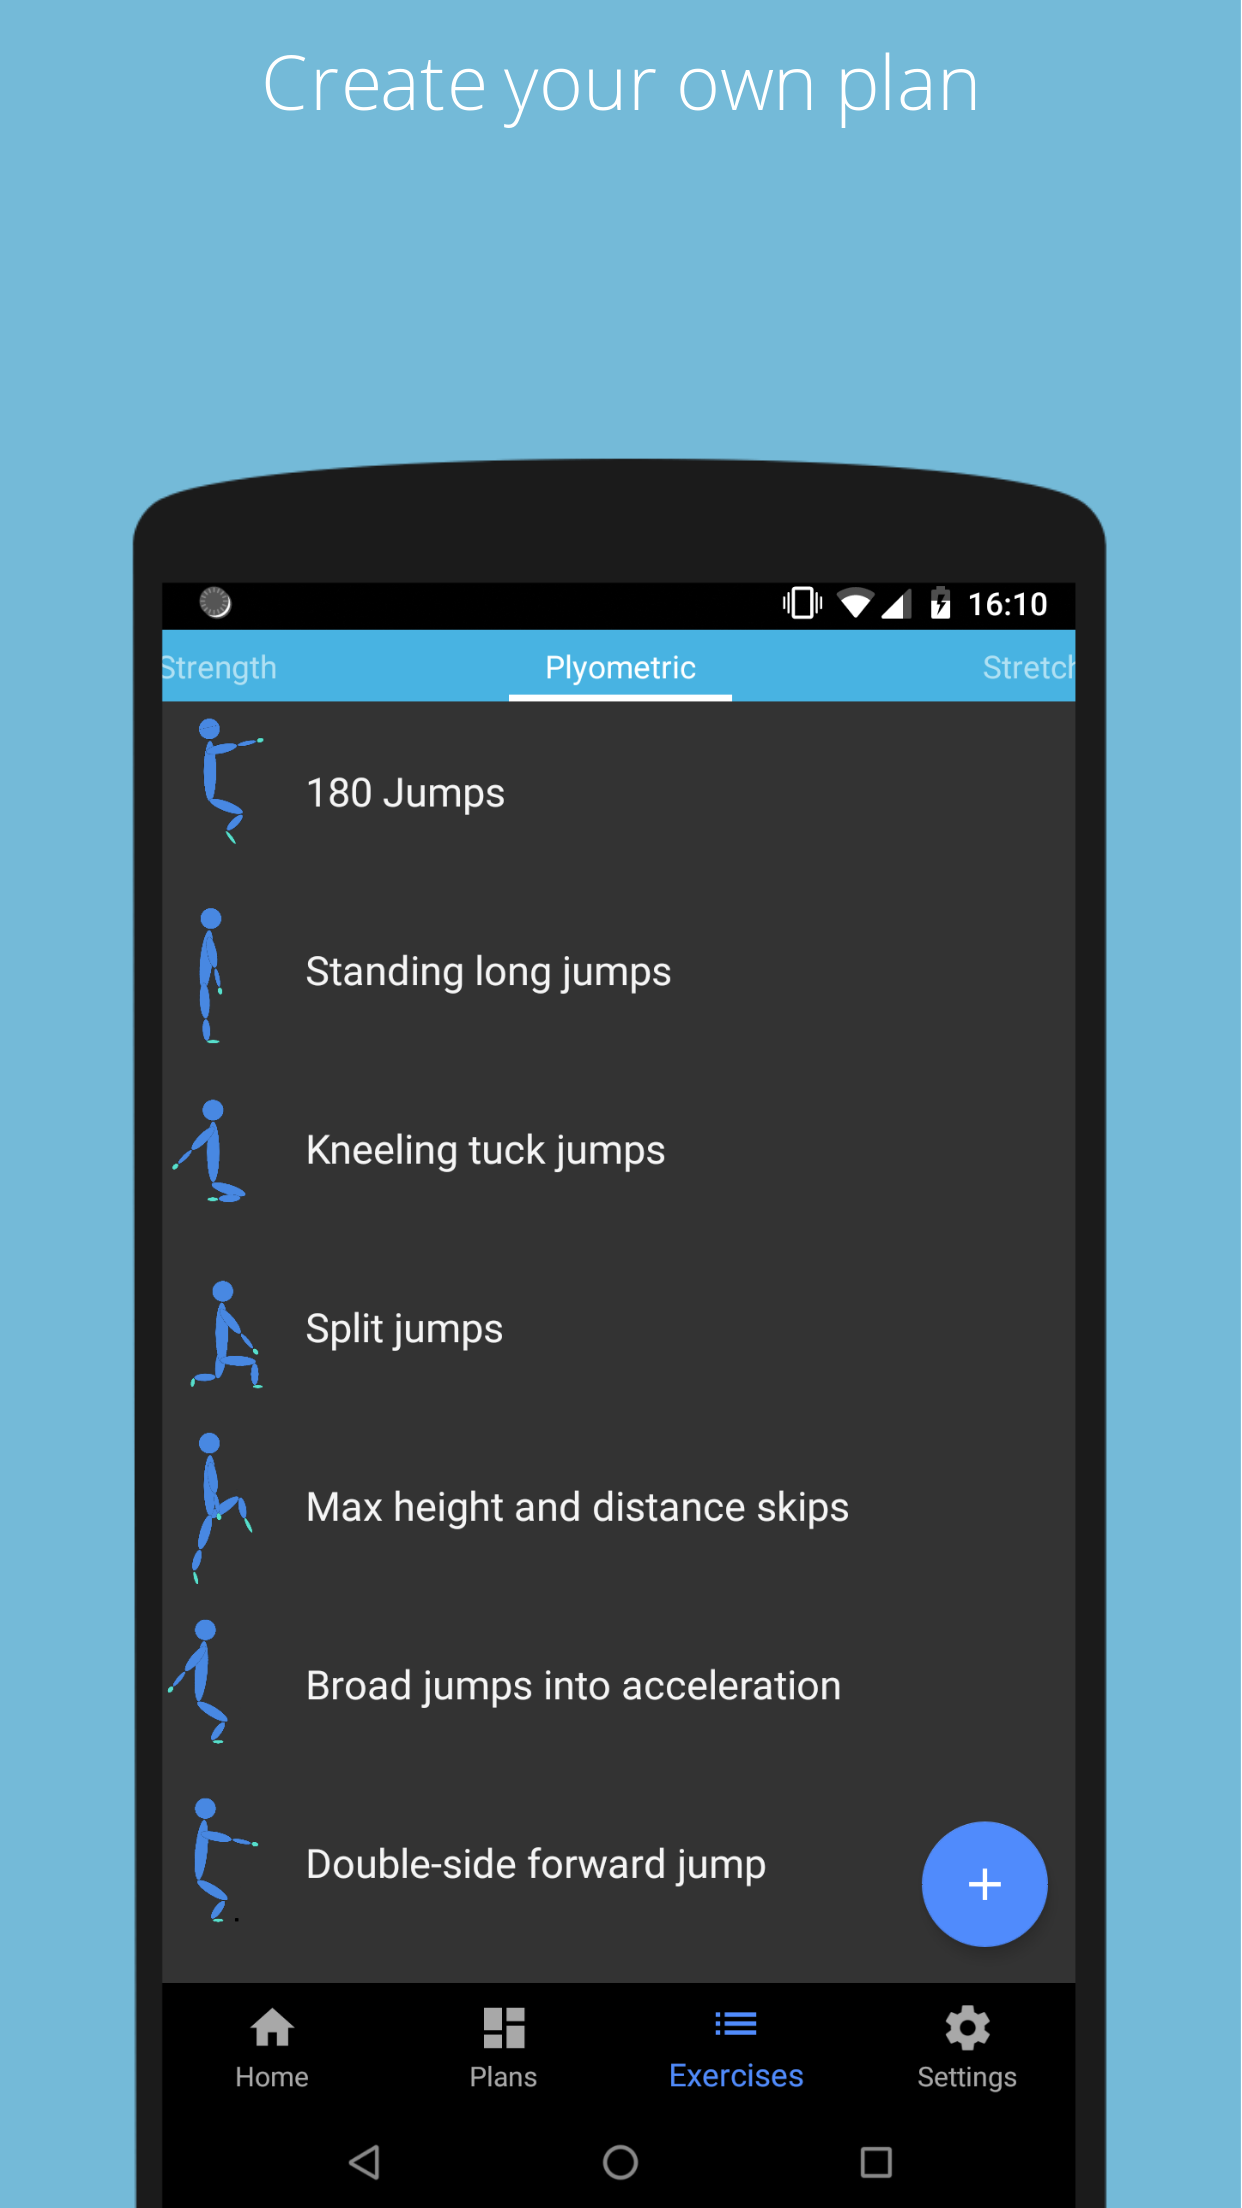 Create your own plan
16:10
Strength
Plyometric
Stretch
180 Jumps
Standing long jumps
Kneeling tuck jumps
Split jumps
Max height and distance skips
Broad jumps into acceleration
Double-side forward jump
+
Home
Plans
Exercises
Settings